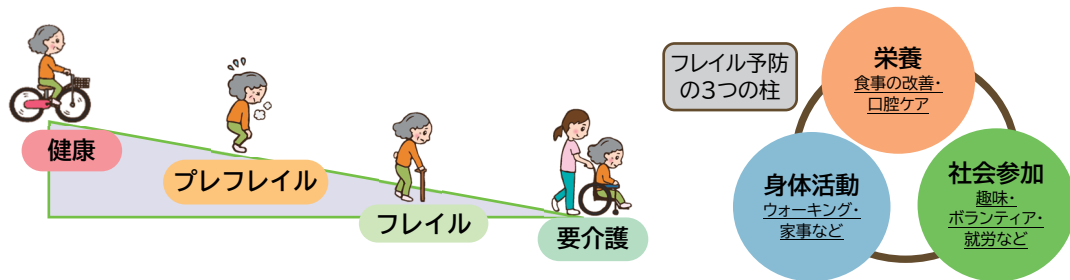 健康
プレフレイル
フレイル
要介護
フレイル予防
の3つの柱
栄養
食事の改善・
口腔ケア
身体活動
ウォーキング・
家事など
社会参加
趣味・
ボランティア・
就労など